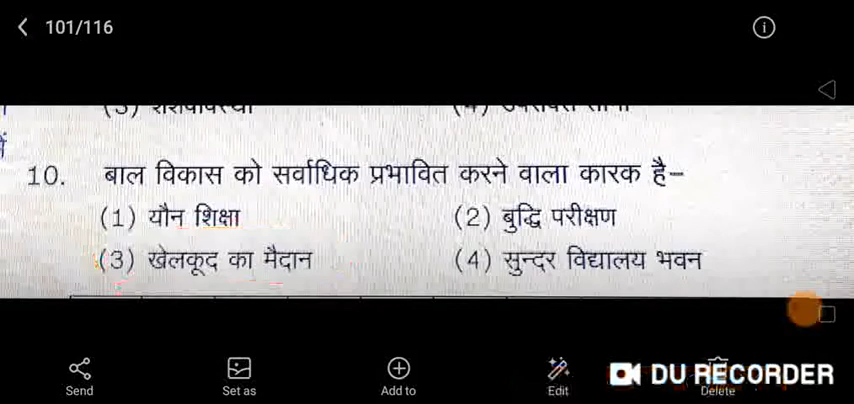 101/116
10. बाल विकास को सर्वाधिक प्रभावित करने वाला कारक है–
(1) यौन शिक्षा (2) बुद्धि परीक्षण
(3) खेलकूद का मैदान (4) सुन्दर विद्यालय भवन
Send Set as Add to Edit Delete
DU RECORDER